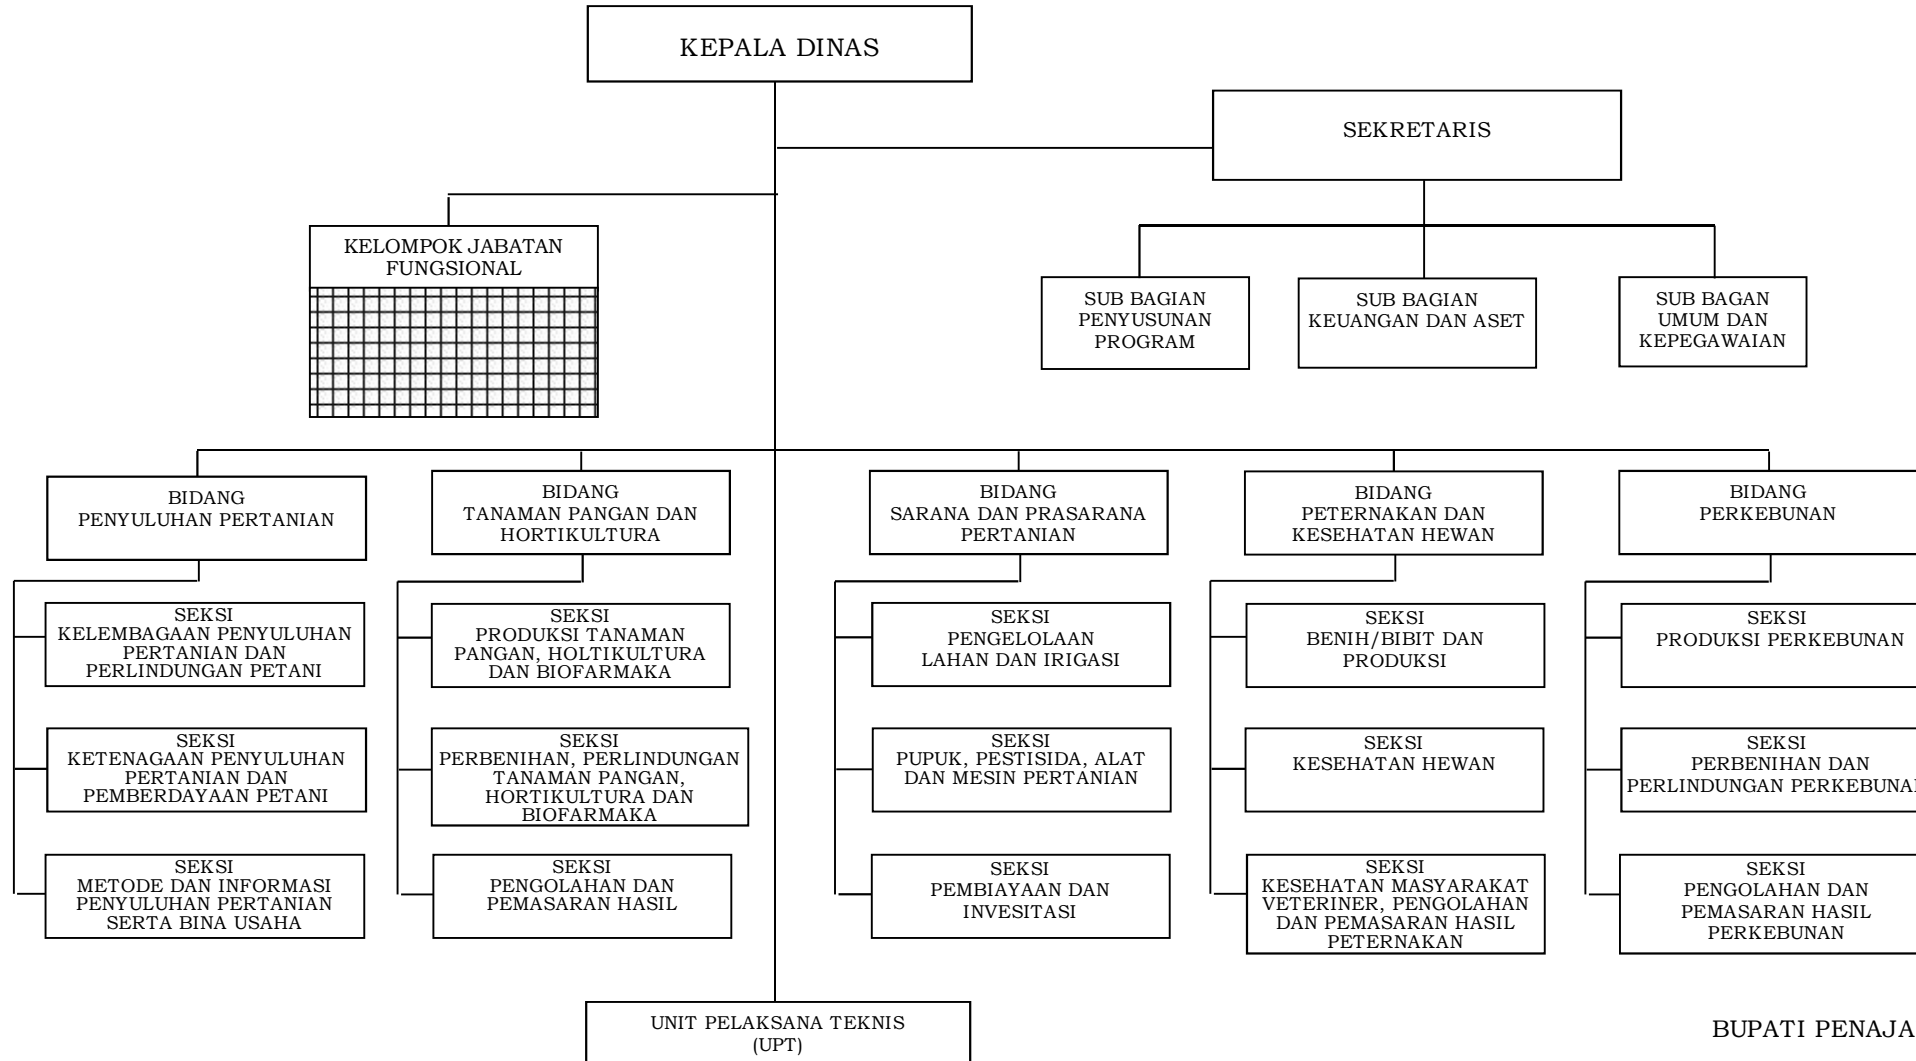 KEPALA DINAS
SEKRETARIS
KELOMPOK JABATAN
FUNGSIONAL
SUB BAGIAN
PENYUSUNAN
PROGRAM
SUB BAGIAN
KEUANGAN DAN ASET
SUB BAGAN
UMUM DAN
KEPEGAWAIAN
BIDANG
PENYULUHAN PERTANIAN
BIDANG
TANAMAN PANGAN DAN
HORTIKULTURA
BIDANG
SARANA DAN PRASARANA
PERTANIAN
BIDANG
PETERNAKAN DAN
KESEHATAN HEWAN
BIDANG
PERKEBUNAN
SEKSI
KELEMBAGAAN PENYULUHAN
PERTANIAN DAN
PERLINDUNGAN PETANI
SEKSI
PRODUKSI TANAMAN
PANGAN, HOLTIKULTURA
DAN BIOFARMAKA
SEKSI
PENGELOLAAN
LAHAN DAN IRIGASI
SEKSI
BENIH/BIBIT DAN
PRODUKSI
SEKSI
PRODUKSI PERKEBUNAN
SEKSI
KETENAGAAN PENYULUHAN
PERTANIAN DAN
PEMBERDAYAAN PETANI
SEKSI
PERBENIHAN, PERLINDUNGAN
TANAMAN PANGAN,
HORTIKULTURA DAN
BIOFARMAKA
SEKSI
PUPUK, PESTISIDA, ALAT
DAN MESIN PERTANIAN
SEKSI
KESEHATAN HEWAN
SEKSI
PERBENIHAN DAN
PERLINDUNGAN PERKEBUNAN
SEKSI
METODE DAN INFORMASI
PENYULUHAN PERTANIAN
SERTA BINA USAHA
SEKSI
PENGOLAHAN DAN
PEMASARAN HASIL
SEKSI
PEMBIAYAAN DAN
INVESITASI
SEKSI
KESEHATAN MASYARAKAT
VETERINER, PENGOLAHAN
DAN PEMASARAN HASIL
PETERNAKAN
SEKSI
PENGOLAHAN DAN
PEMASARAN HASIL
PERKEBUNAN
UNIT PELAKSANA TEKNIS
(UPT)
BUPATI PENAJA